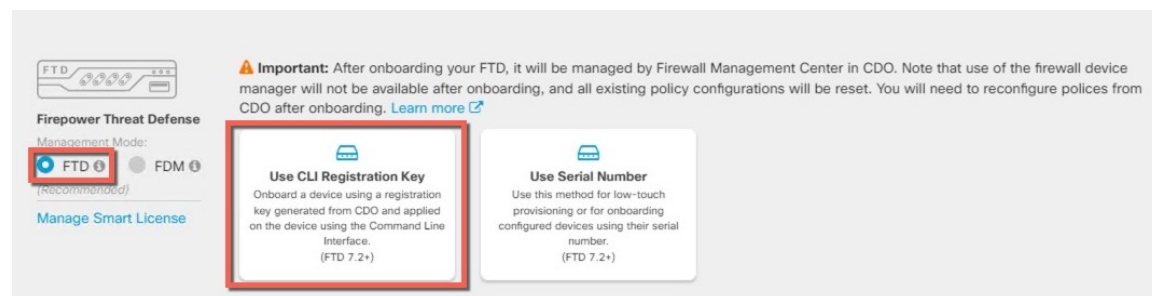 FTD
Firepower Threat Defense
Management Mode:
FTD FDM
(Recommended)
Manage Smart License
Important: After onboarding your FTD, it will be managed by Firewall Management Center in CDO. Note that use of the firewall device
manager will not be available after onboarding, and all existing policy configurations will be reset. You will need to reconfigure polices from
CDO after onboarding. Learn more
Use CLI Registration Key
Onboard a device using a registration
key generated from CDO and applied
on the device using the Command Line
Interface.
(FTD 7.2+)
Use Serial Number
Use this method for low-touch
provisioning or for onboarding
configured devices using their serial
number.
(FTD 7.2+)